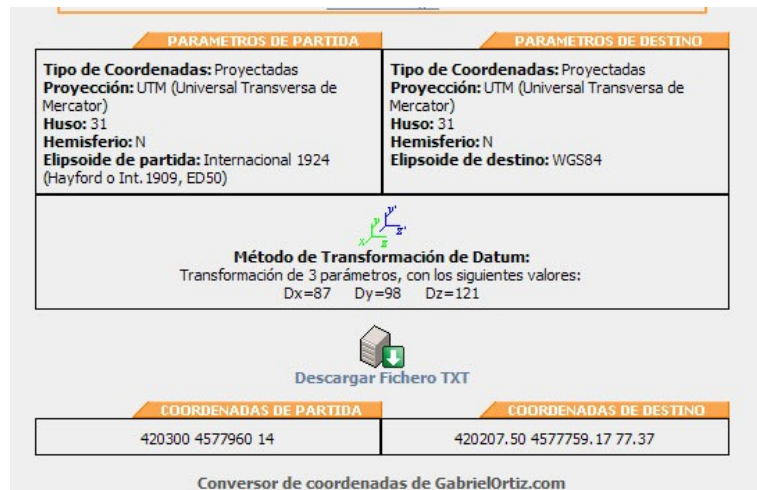 PARAMETROS DE PARTIDA
Tipo de Coordenadas: Proyectadas
Proyección: UTM (Universal Transversa de
Mercator)
Huso: 31
Hemisferio: N
Elipsoide de partida: Internacional 1924
(Hayford o Int.1909, ED50)
PARAMETROS DE DESTINO
Tipo de Coordenadas: Proyectadas
Proyección: UTM (Universal Transversa de
Mercator)
Huso: 31
Hemisferio: N
Elipsoide de destino: WGS84
y' x' z
Método de Transformación de Datum:
Transformación de 3 parámetros, con los siguientes valores:
Dx=87 Dy=98 Dz=121
Descargar Fichero TXT
COORDENADAS DE PARTIDA
420300 4577960 14
COORDENADAS DE DESTINO
420207.50 4577759.17 77.37
Conversor de coordenadas de GabrielOrtiz.com